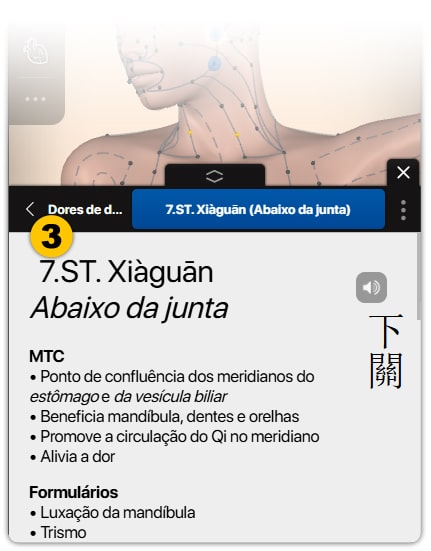 Dores de d...
7.ST. Xiàguān (Abaixo da junta)
3
7.ST. Xiàguān
Abaixo da junta
下
關
MTC
• Ponto de confluência dos meridianos do
estômago e da vesícula biliar
• Beneficia mandíbula, dentes e orelhas
• Promove a circulação do Qi no meridiano
• Alivia a dor
Formulários
• Luxação da mandíbula
• Trismo